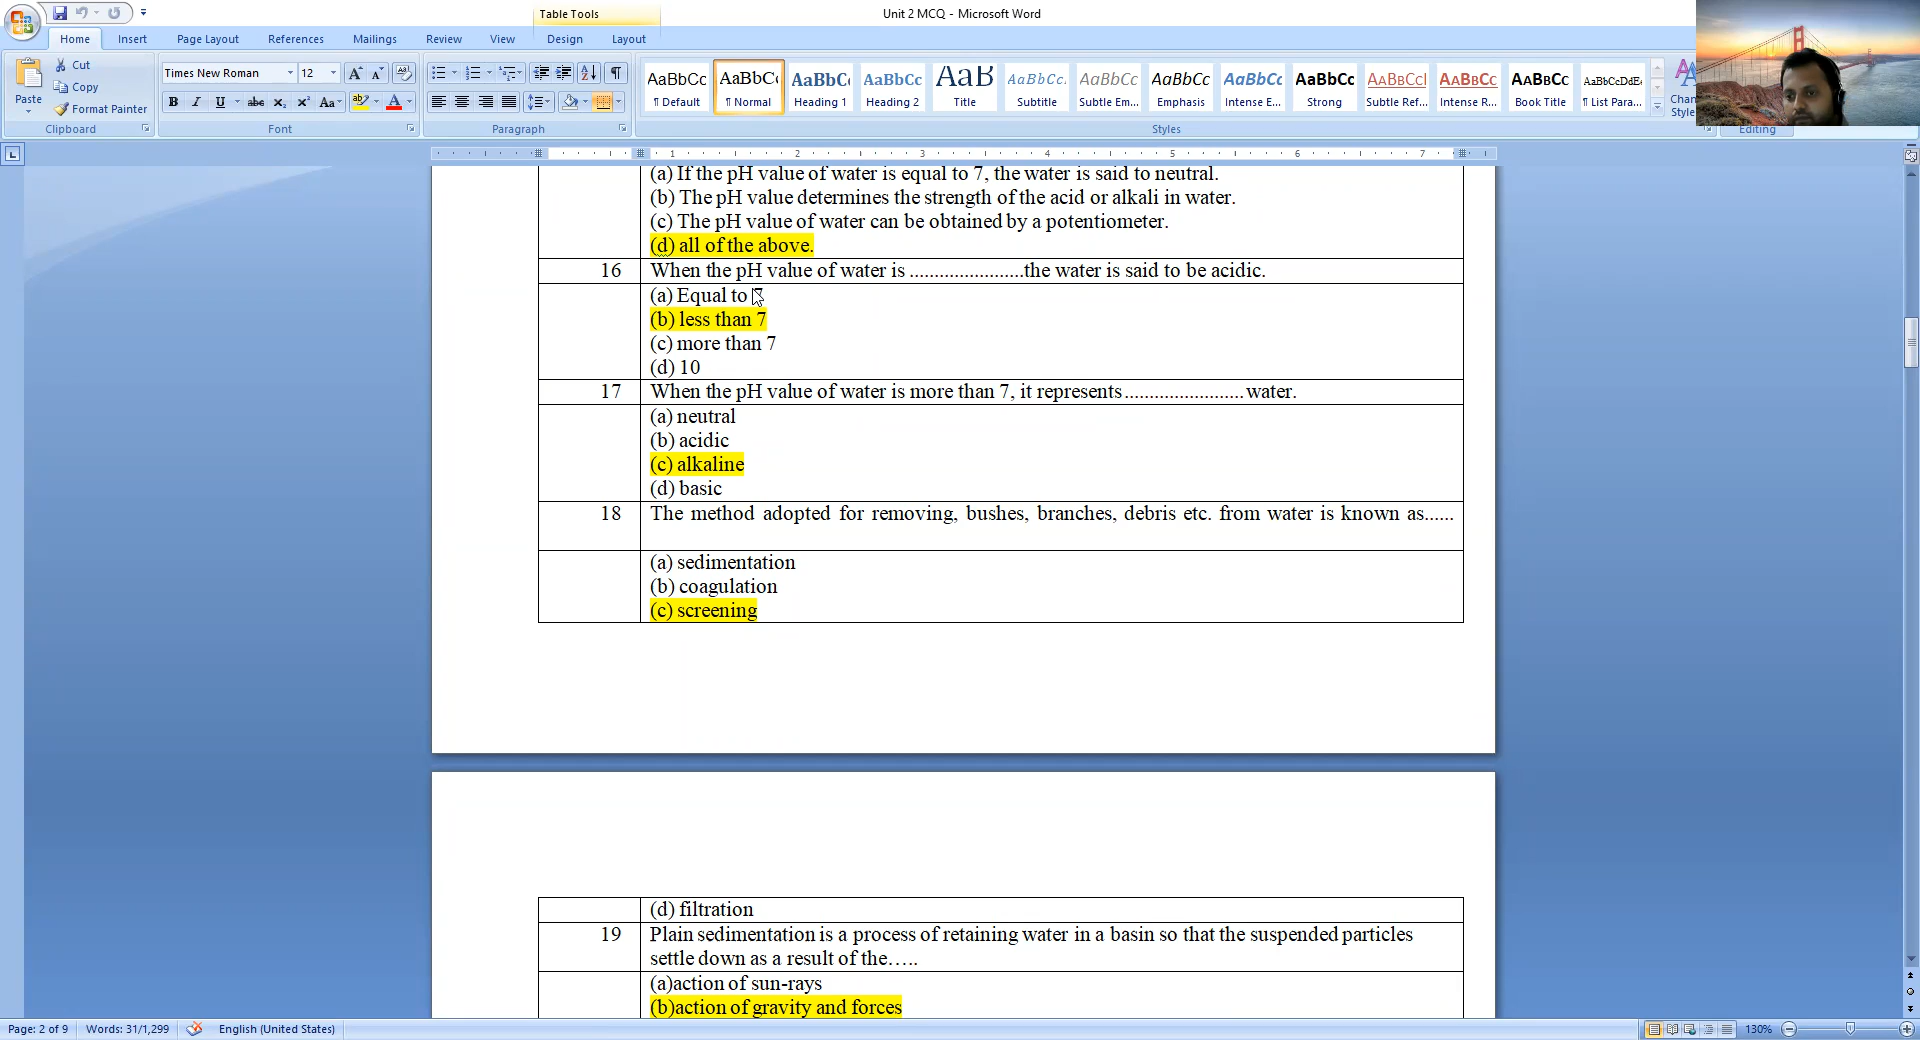 Table Tools
Unit 2 MCQ - Microsoft Word
Home Insert Page Layout References Mailings Review View Design Layout
Cut
Copy
Format Painter
Paste
Clipboard
Times New Roman 12
Font
Paragraph
AaBbCc AaBbCc AaBbC AaBbCc AaB AaBbCc. AaBbCc AaBbCc AaBbCc AaBbCc AaBbCcI AaBbCc AaBbCc AaBbCcDdE
¶ Default ¶ Normal Heading 1 Heading 2 Title Subtitle Subtle Em... Emphasis Intense E... Strong Subtle Ref... Intense R... Book Title ¶ List Para...
Styles
Editing
1 2 3 4 5 6 7
(a) If the pH value of water is equal to 7, the water is said to neutral.
(b) The pH value determines the strength of the acid or alkali in water.
(c) The pH value of water can be obtained by a potentiometer.
(d) all of the above.
16 When the pH value of water is .......................the water is said to be acidic.
(a) Equal to 7
(b) less than 7
(c) more than 7
(d) 10
17 When the pH value of water is more than 7, it represents........................water.
(a) neutral
(b) acidic
(c) alkaline
(d) basic
18 The method adopted for removing, bushes, branches, debris etc. from water is known as......
(a) sedimentation
(b) coagulation
(c) screening
(d) filtration
19 Plain sedimentation is a process of retaining water in a basin so that the suspended particles
settle down as a result of the…..
(a)action of sun-rays
(b)action of gravity and forces
Page: 2 of 9 Words: 31/1,299 English (United States) 130%